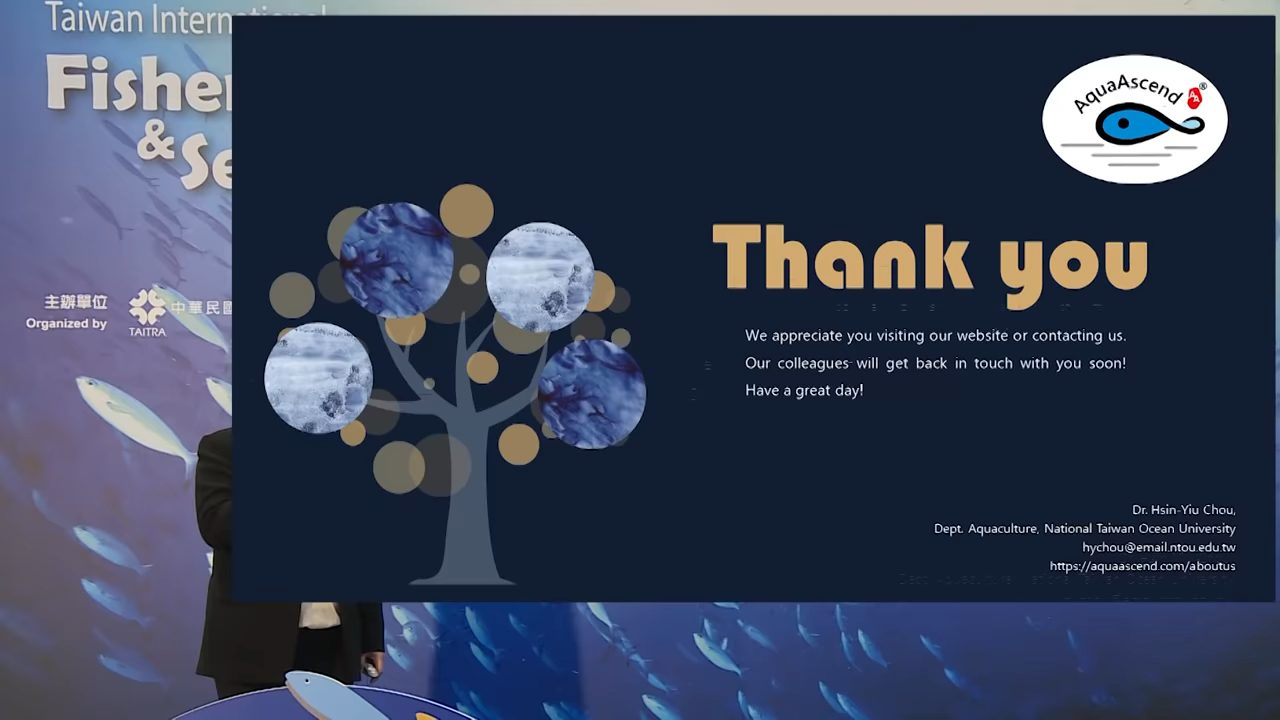 Taiwan Intern
Fisher
& Se
主辦單位
Organized by
TAITRA
中華民國
AquaAscend
®
Thank you
We appreciate you visiting our website or contacting us.
Our colleagues will get back in touch with you soon!
Have a great day!
Dr. Hsin-Yiu Chou,
Dept. Aquaculture, National Taiwan Ocean University
hychou@email.ntou.edu.tw
https://aquaascend.com/aboutus